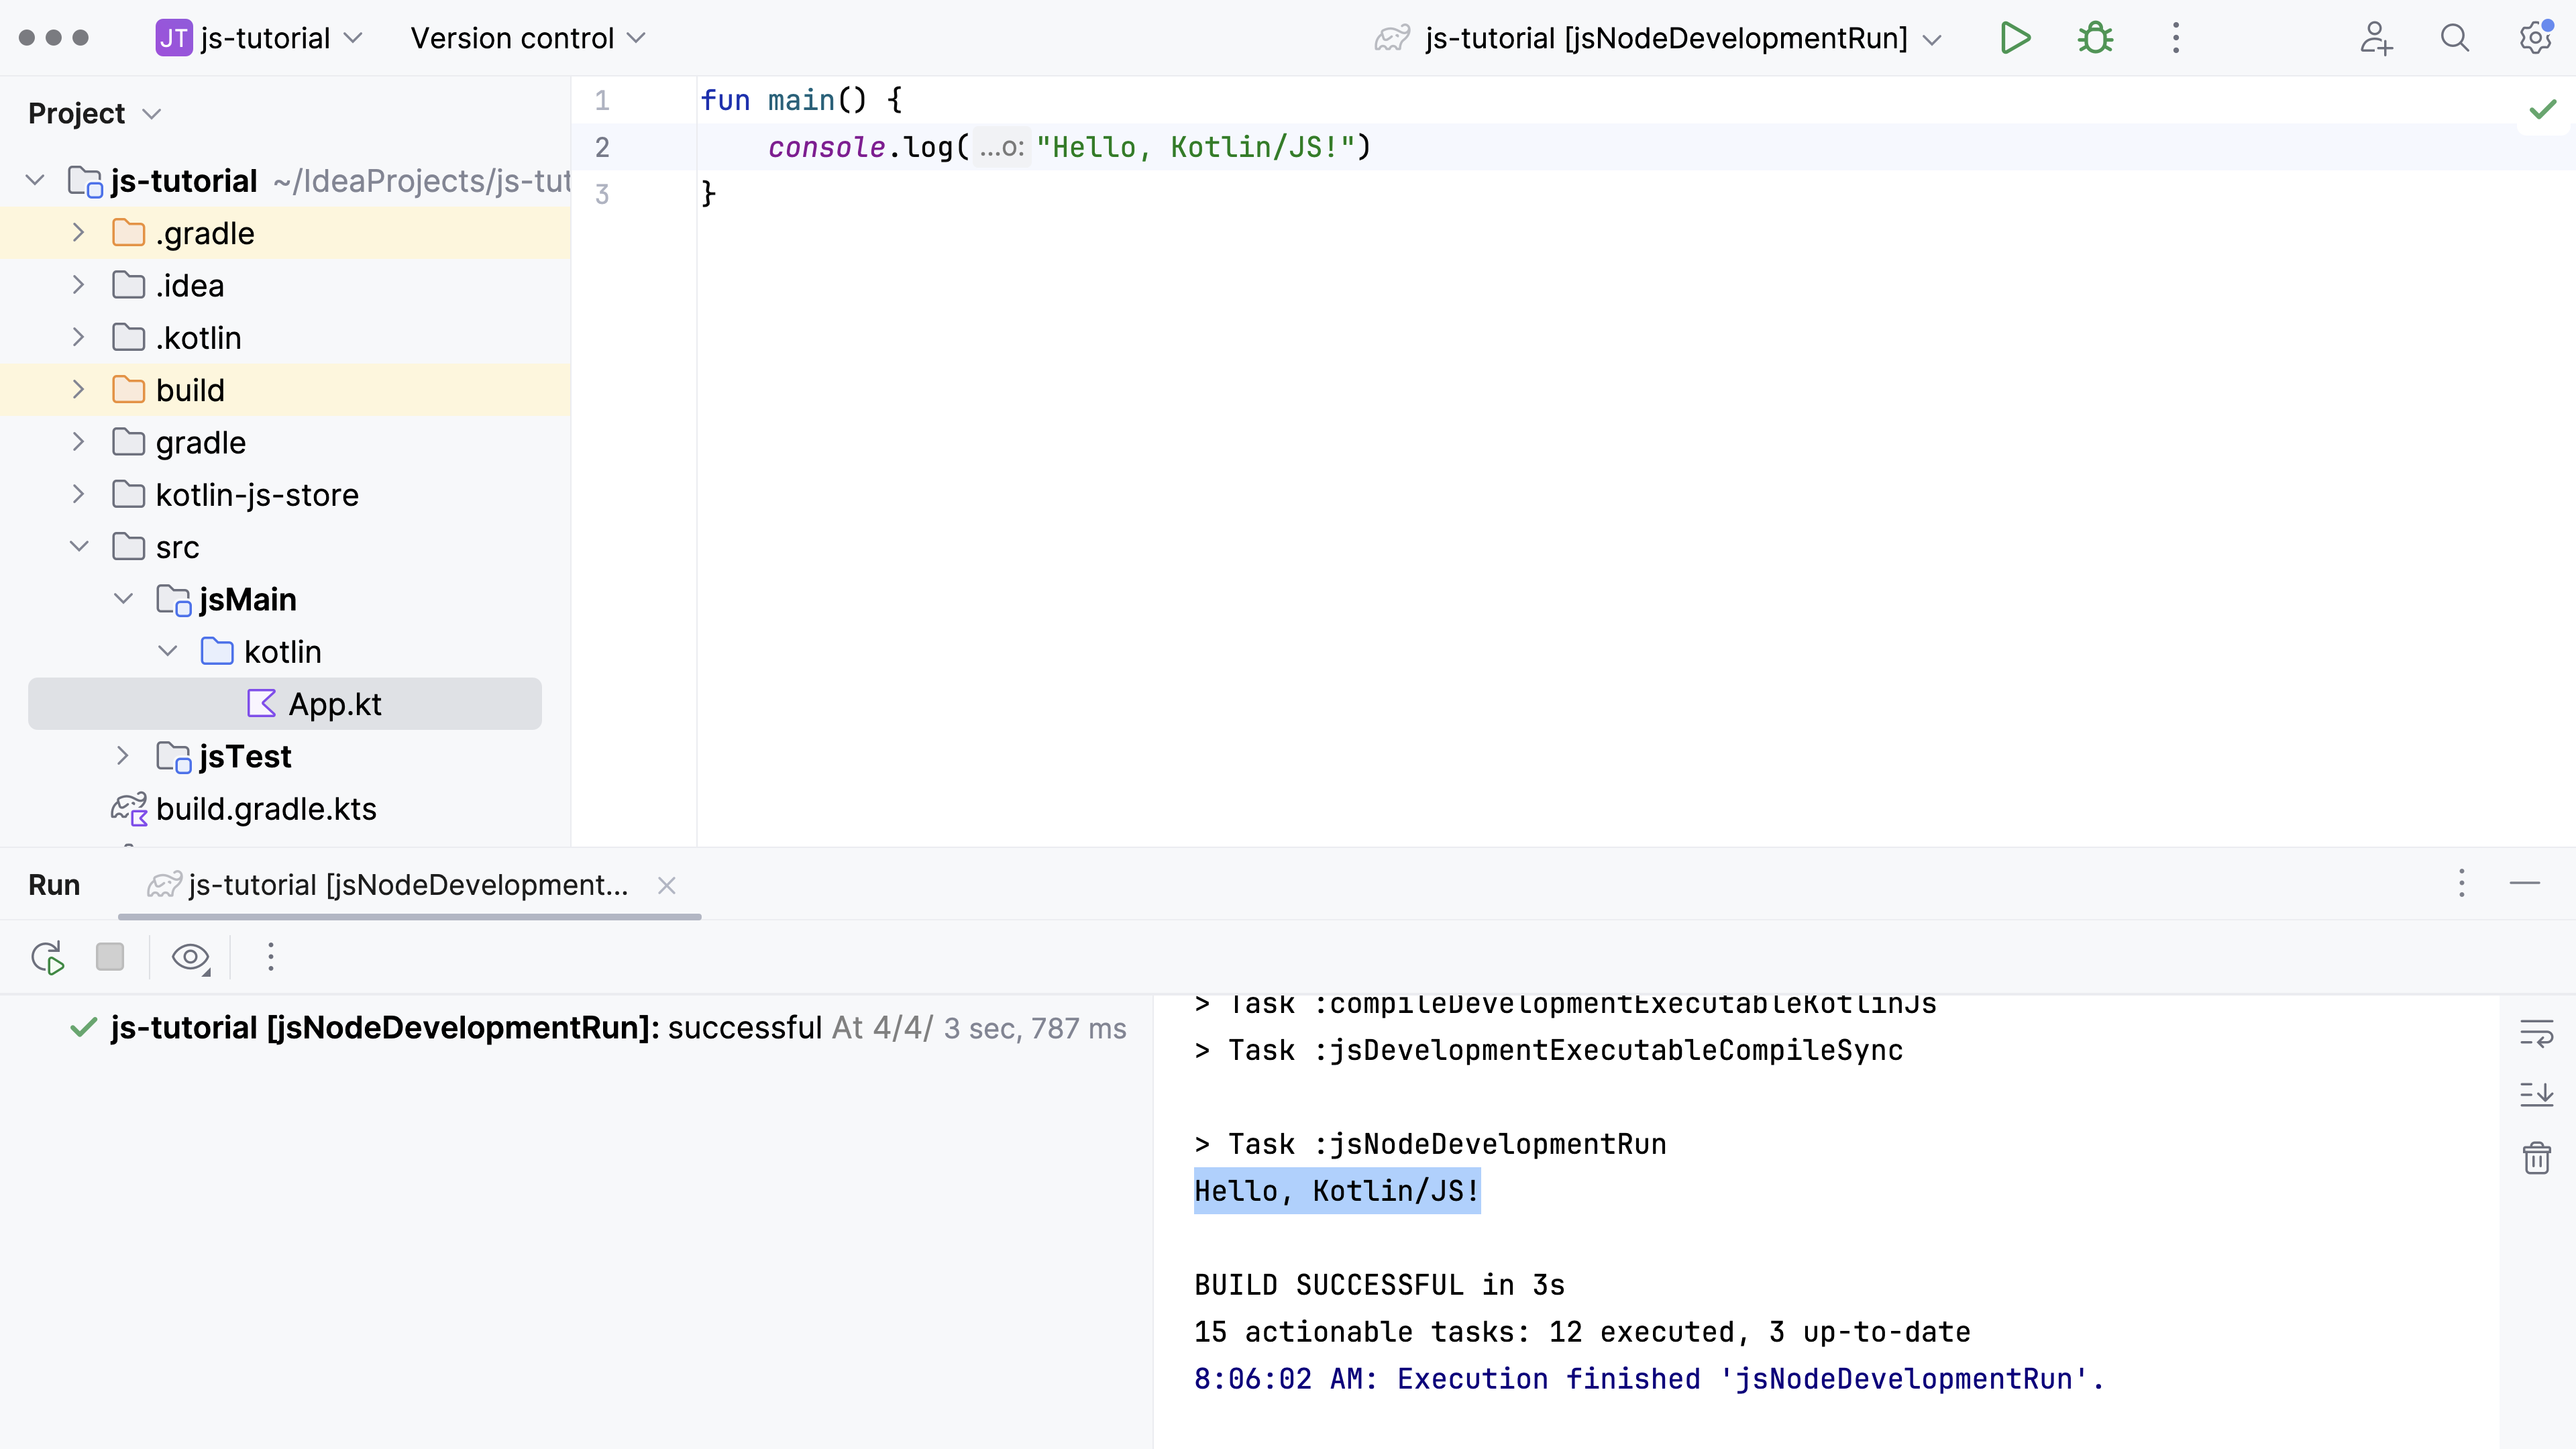 JT js-tutorial Version control js-tutorial [jsNodeDevelopmentRun]
Project
js-tutorial ~/IdeaProjects/js-tut
.gradle
.idea
.kotlin
build
gradle
kotlin-js-store
src
jsMain
kotlin
App.kt
jsTest
build.gradle.kts
1 fun main() {
2 console.log( ...o: "Hello, Kotlin/JS!")
3 }
Run js-tutorial [jsNodeDevelopment...
js-tutorial [jsNodeDevelopmentRun]: successful At 4/4/ 3 sec, 787 ms
> Task :compileDevelopmentExecutableKotlinJs
> Task :jsDevelopmentExecutableCompileSync
> Task :jsNodeDevelopmentRun
Hello, Kotlin/JS!
BUILD SUCCESSFUL in 3s
15 actionable tasks: 12 executed, 3 up-to-date
8:06:02 AM: Execution finished 'jsNodeDevelopmentRun'.